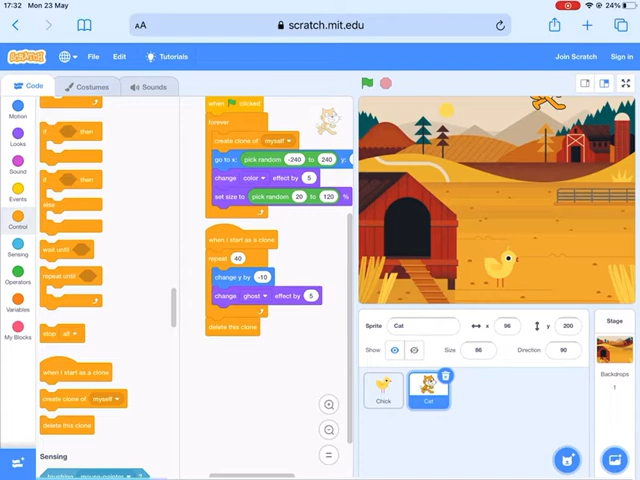 17:32 Mon 23 May 24%
AA scratch.mit.edu
SCRATCH File Edit Tutorials Join Scratch Sign in
Code Costumes Sounds
Motion
Looks
Sound
Events
Control
Sensing
Operators
Variables
My Blocks
if then
if then
else
wait until
repeat until
stop all
when I start as a clone
create clone of myself
delete this clone
Sensing
touching mouse-pointer ?
when clicked
forever
create clone of myself
go to x: pick random -240 to 240 y:
change color effect by 5
set size to pick random 20 to 120 %
when I start as a clone
repeat 40
change y by -10
change ghost effect by 5
delete this clone
Sprite Cat x 96 y 200
Show Size 86 Direction 90
Chick
Cat
Stage
Backdrops
1